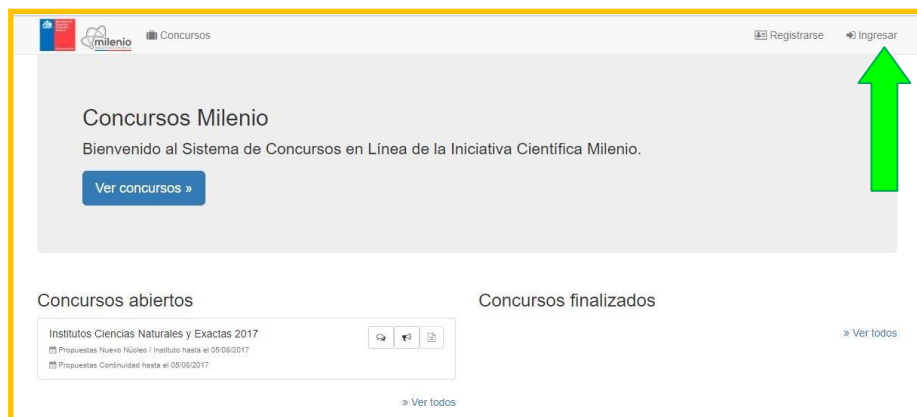 milenio
Concursos
Registrarse
Ingresar
Concursos Milenio
Bienvenido al Sistema de Concursos en Línea de la Iniciativa Científica Milenio.
Ver concursos »
Concursos abiertos
Institutos Ciencias Naturales y Exactas 2017
Propuestas Nuevo Núcleo / Instituto hasta el 05/08/2017
Propuestas Continuidad hasta el 05/08/2017
» Ver todos
Concursos finalizados
» Ver todos